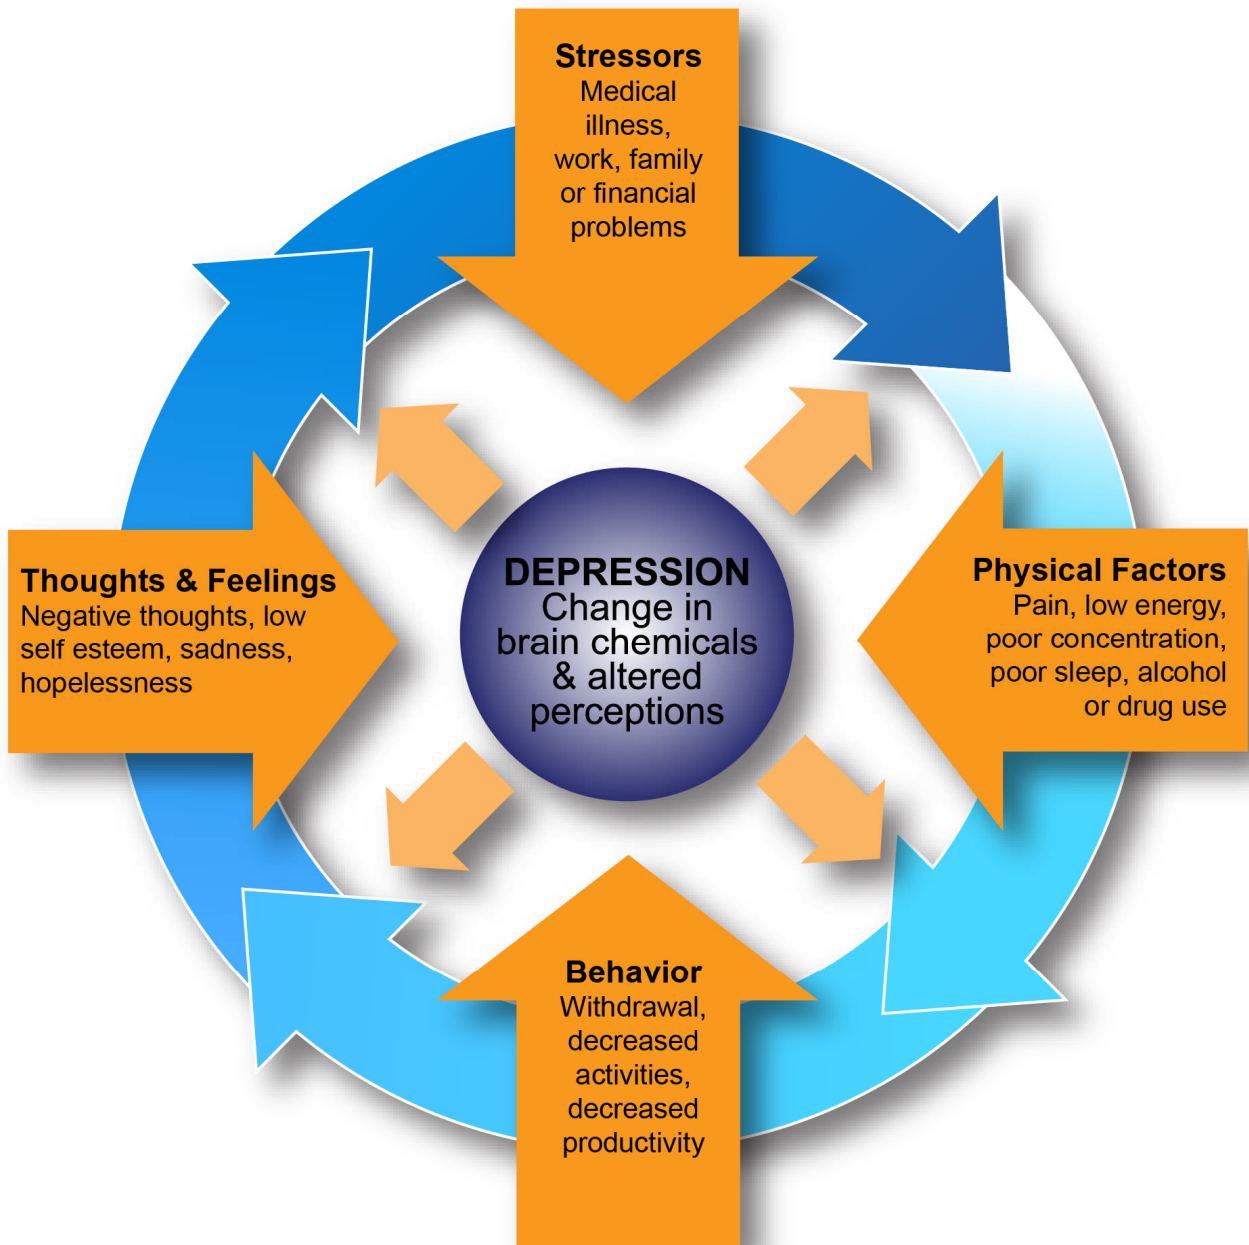 Stressors
Medical
illness,
work, family
or financial
problems
Thoughts & Feelings
Negative thoughts, low
self esteem, sadness,
hopelessness
DEPRESSION
Change in
brain chemicals
& altered
perceptions
Physical Factors
Pain, low energy,
poor concentration,
poor sleep, alcohol
or drug use
Behavior
Withdrawal,
decreased
activities,
decreased
productivity